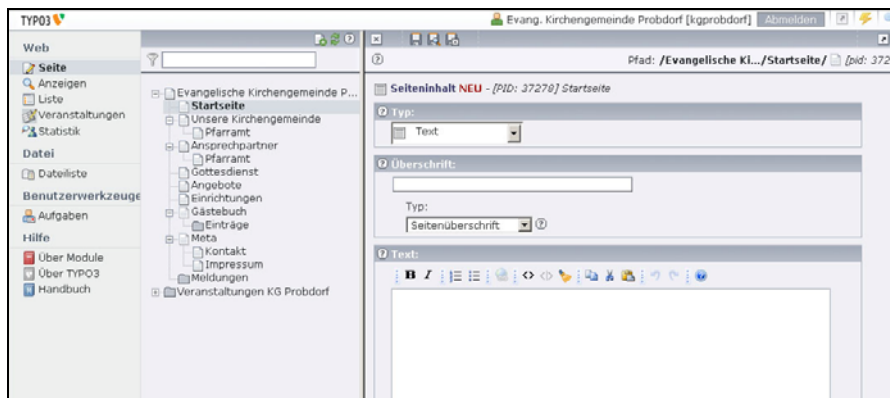 TYPO3
Evang. Kirchengemeinde Probdorf [kgprobdorf] Abmelden
Web
Seite
Anzeigen
Liste
Veranstaltungen
Statistik
Datei
Dateiliste
Benutzerwerkzeuge
Aufgaben
Hilfe
Über Module
Über TYPO3
Handbuch
Evangelische Kirchengemeinde P...
Startseite
Unsere Kirchengemeinde
Pfarramt
Ansprechpartner
Pfarramt
Gottesdienst
Angebote
Einrichtungen
Gästebuch
Einträge
Meta
Kontakt
Impressum
Meldungen
Veranstaltungen KG Probdorf
Pfad: /Evangelische Ki.../Startseite/ [pid: 372
Seiteninhalt NEU - [PID: 37278] Startseite
Typ:
Text
Überschrift:
Typ:
Seitenüberschrift
Text:
B I